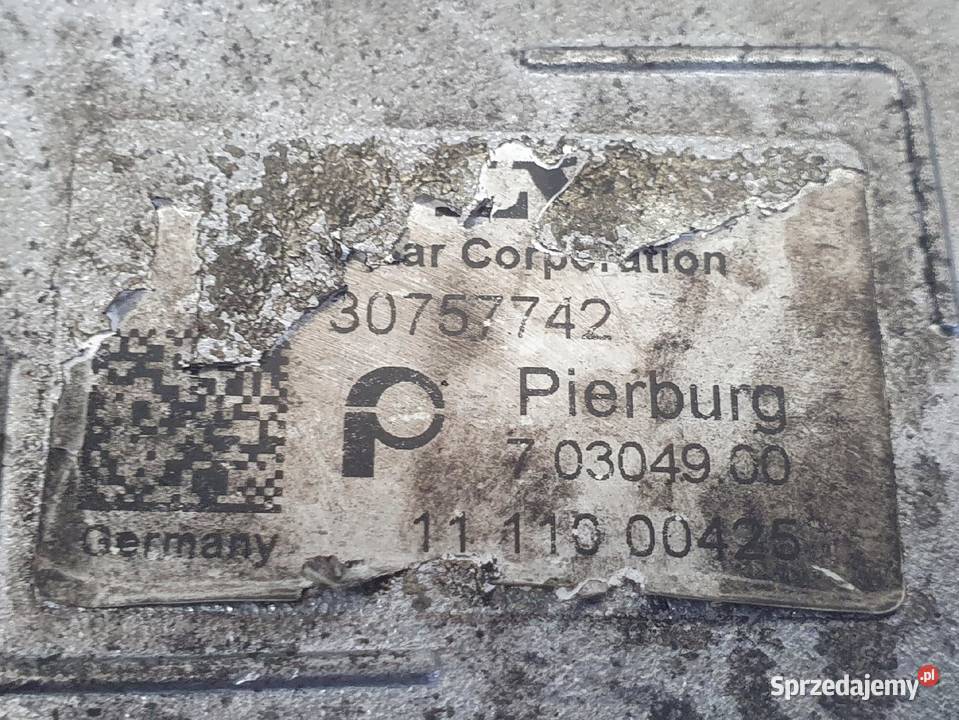 Corporation
30757742
Pierburg
7.03049.00
11 110 00425
Germany
Sprzedajemy.pl